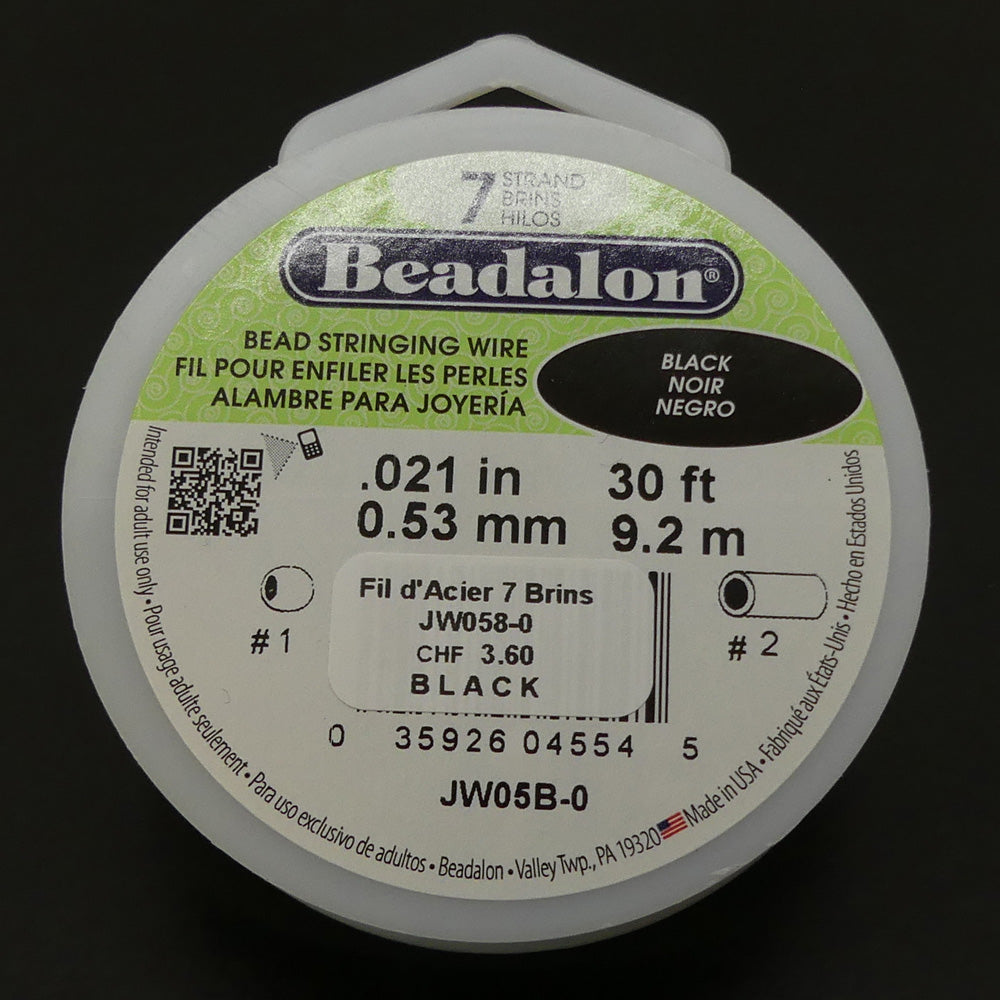 7 STRAND
BRINS
HILOS
Beadalon®
BEAD STRINGING WIRE
FIL POUR ENFILER LES PERLES
ALAMBRE PARA JOYERÍA
BLACK
NOIR
NEGRO
.021 in 30 ft
0.53 mm 9.2 m
#1
#2
Fil d'Acier 7 Brins
JW058-0
CHF 3.60
BLACK
0 35926 04554 5
JW05B-0
Intended for adult use only • Pour usage adulte seulement • Para uso exclusivo de adultos • Beadalon • Valley Twp., PA 19320 Made in USA • Fabriqué aux États-Unis • Hecho en Estados Unidos